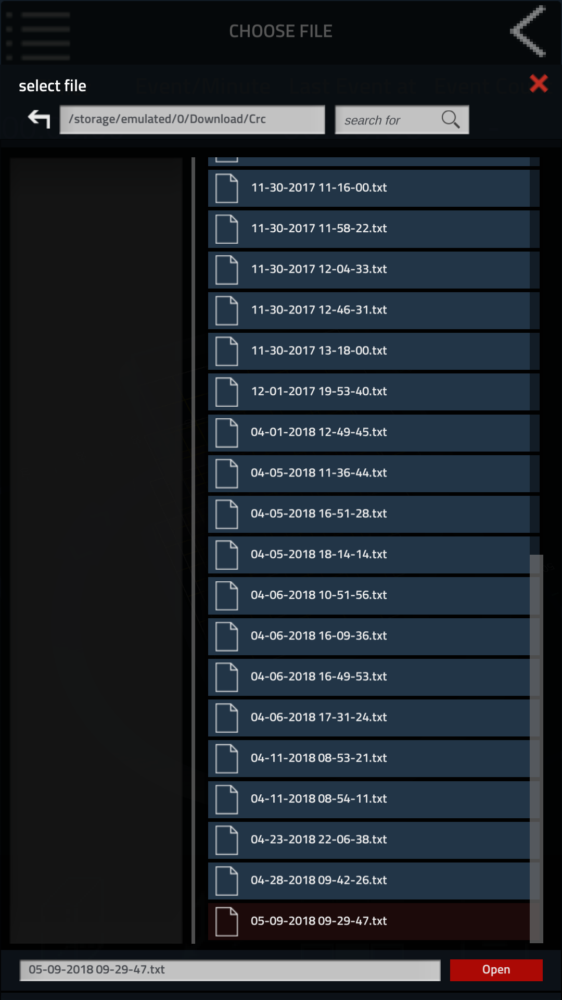 CHOOSE FILE
Event/Minute Last Event at Event Cou
select file
/storage/emulated/0/Download/Crc
search for
11-30-2017 11-16-00.txt
11-30-2017 11-58-22.txt
11-30-2017 12-04-33.txt
11-30-2017 12-46-31.txt
11-30-2017 13-18-00.txt
12-01-2017 19-53-40.txt
04-01-2018 12-49-45.txt
04-05-2018 11-36-44.txt
04-05-2018 16-51-28.txt
04-05-2018 18-14-14.txt
04-06-2018 10-51-56.txt
04-06-2018 16-09-36.txt
04-06-2018 16-49-53.txt
04-06-2018 17-31-24.txt
04-11-2018 08-53-21.txt
04-11-2018 08-54-11.txt
04-23-2018 22-06-38.txt
04-28-2018 09-42-26.txt
05-09-2018 09-29-47.txt
05-09-2018 09-29-47.txt
Open